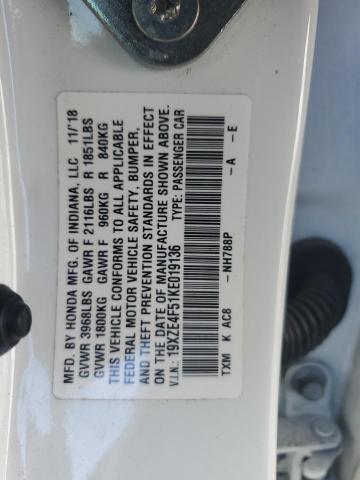 MFD. BY HONDA MFG. OF INDIANA, LLC 11/'18
GVWR 3968LBS GAWR F 2116LBS R 1851LBS
GVWR 1800KG GAWR F 960KG R 840KG
THIS VEHICLE CONFORMS TO ALL APPLICABLE
FEDERAL MOTOR VEHICLE SAFETY, BUMPER,
AND THEFT PREVENTION STANDARDS IN EFFECT
ON THE DATE OF MANUFACTURE SHOWN ABOVE.
V.I.N.: 19XZE4F51KE019136 TYPE: PASSENGER CAR
TXM K AC8 -NH788P -A -E